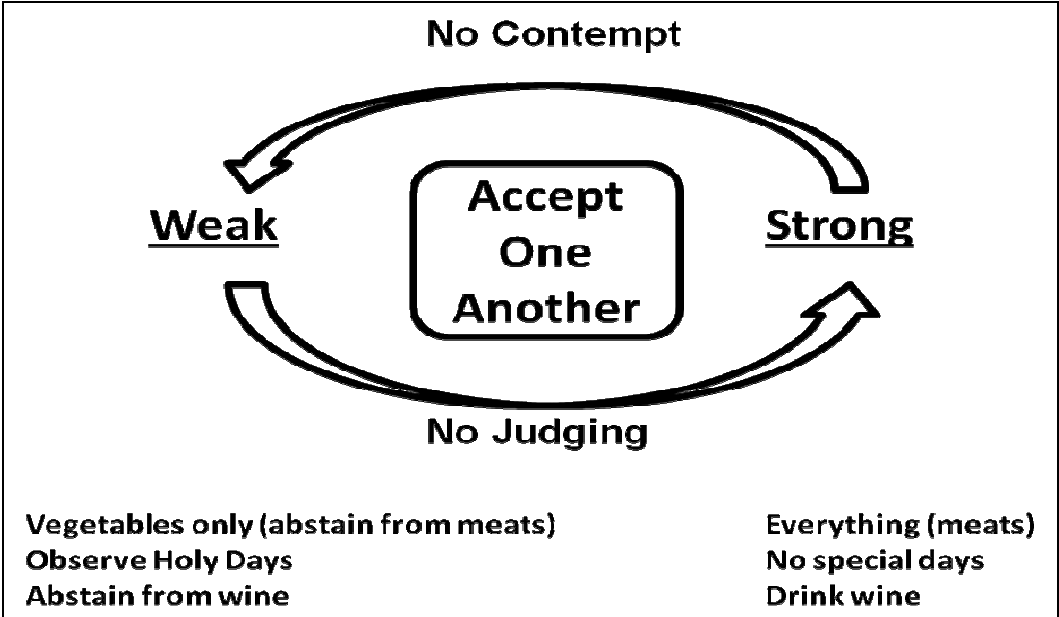 No Contempt
Weak
Accept
One
Another
Strong
No Judging
Vegetables only (abstain from meats)
Observe Holy Days
Abstain from wine
Everything (meats)
No special days
Drink wine